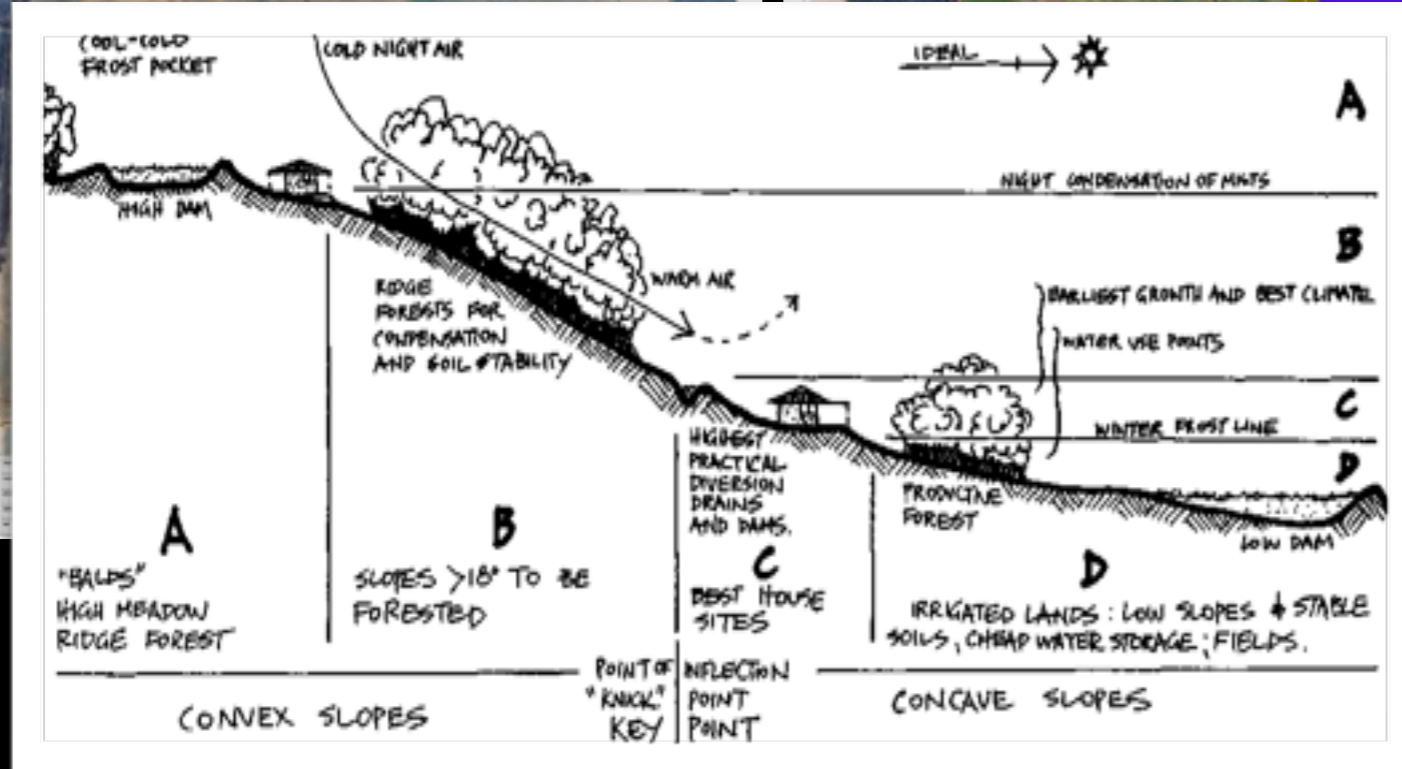 COOL-COLD
FROST POCKET
COLD NIGHT AIR
IDEAL
A
NIGHT CONDENSATION OF MISTS
HIGH DAM
B
WARM AIR
RIDGE
FORESTS FOR
CONDENSATION
AND SOIL STABILITY
EARLIEST GROWTH AND BEST CLIMATE
WATER USE POINTS
C
WINTER FROST LINE
D
HIGHEST
PRACTICAL
DIVERSION
DRAINS
AND DAMS.
PRODUCTIVE
FOREST
LOW DAM
A
"BALDS"
HIGH MEADOW
RIDGE FOREST
B
SLOPES >18° TO BE
FORESTED
C
BEST HOUSE
SITES
D
IRRIGATED LANDS: LOW SLOPES & STABLE
SOILS, CHEAP WATER STORAGE; FIELDS.
CONVEX SLOPES
POINT OF INFLECTION
"KNICK" POINT
KEY POINT
CONCAVE SLOPES